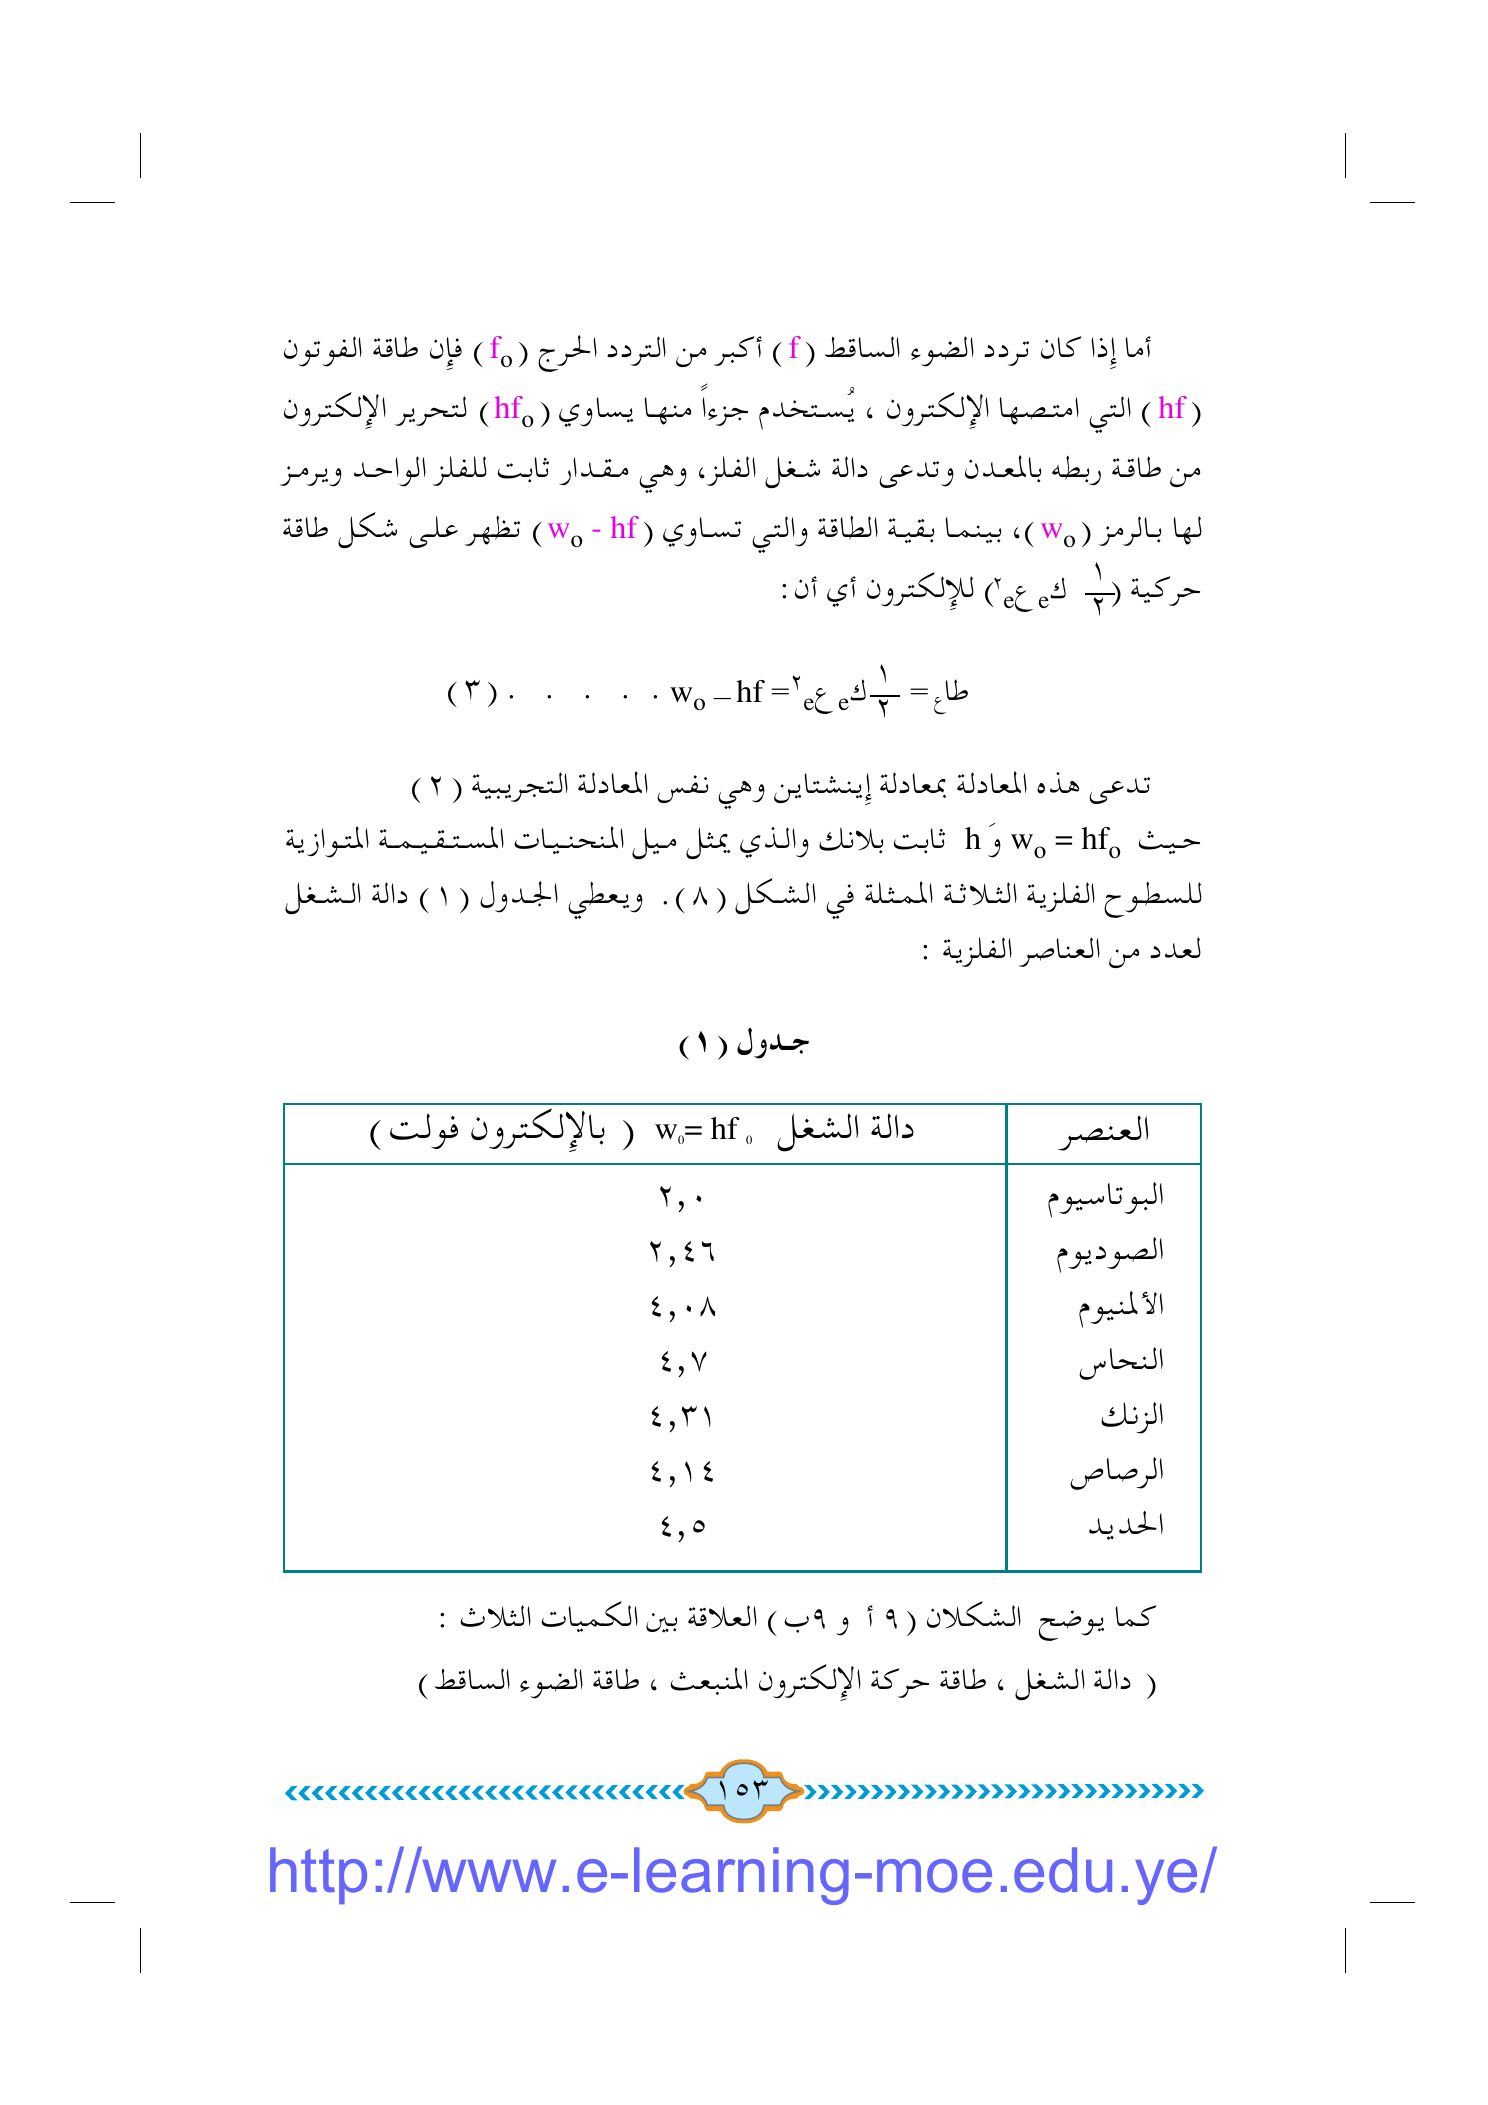 أما إذا كان تردد الضوء الساقط ( f ) أكبر من التردد الحرج ( fo ) فإن طاقة الفوتون
( hf ) التي امتصها الإلكترون ، يُستخدم جزءاً منها يساوي ( hfo ) لتحرير الإلكترون
من طاقة ربطه بالمعدن وتدعى دالة شغل الفلز، وهي مقدار ثابت للفلز الواحد ويرمز
لها بالرمز ( wo )، بينما بقية الطاقة والتي تساوي ( wo - hf ) تظهر على شكل طاقة
حركية (١/٢ كe عe٢) للإلكترون أي أن :
طاع = ١/٢ كe عe٢ = wo – hf . . . . . ( ٣ )
تدعى هذه المعادلة بمعادلة إينشتاين وهي نفس المعادلة التجريبية ( ٢ )
حيث wo = hfo وَ h ثابت بلانك والذي يمثل ميل المنحنيات المستقيمة المتوازية
للسطوح الفلزية الثلاثة الممثلة في الشكل ( ٨ ). ويعطي الجدول ( ١ ) دالة الشغل
لعدد من العناصر الفلزية :
جدول ( ١ )
العنصر دالة الشغل w0= hf 0 ( بالإلكترون فولت )
البوتاسيوم ٢,٠
الصوديوم ٢,٤٦
الألمنيوم ٤,٠٨
النحاس ٤,٧
الزنك ٤,٣١
الرصاص ٤,١٤
الحديد ٤,٥
كما يوضح الشكلان ( ٩ أ و ٩ب ) العلاقة بين الكميات الثلاث :
( دالة الشغل ، طاقة حركة الإلكترون المنبعث ، طاقة الضوء الساقط )
١٥٣
http://www.e-learning-moe.edu.ye/